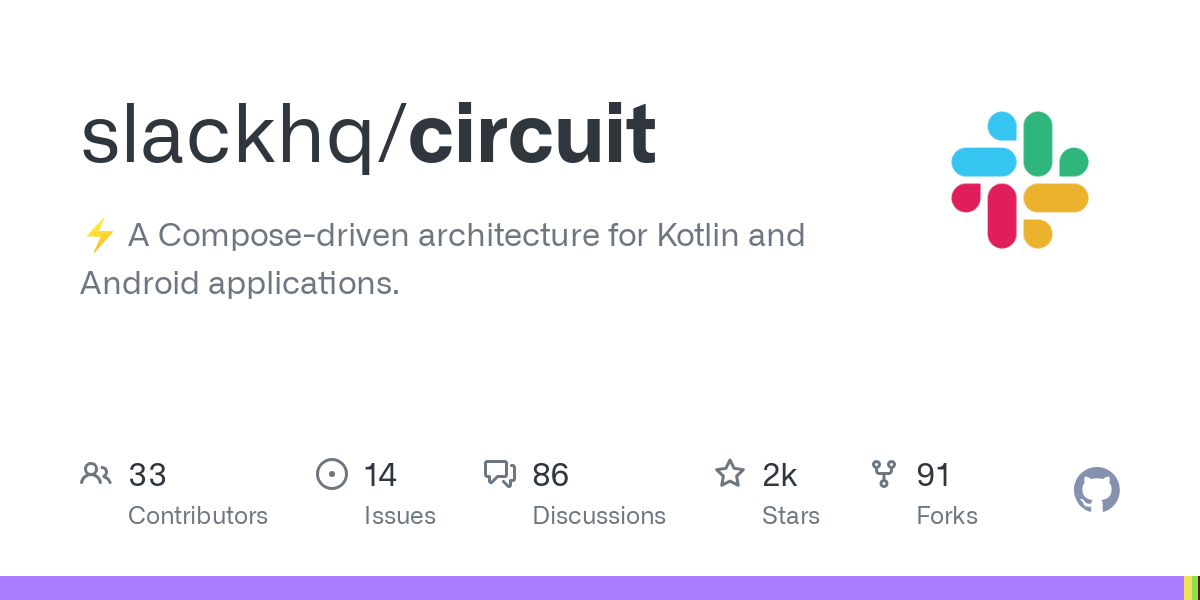 slackhq/circuit
⚡ A Compose-driven architecture for Kotlin and
Android applications.
33 14 86 2k 91
Contributors Issues Discussions Stars Forks